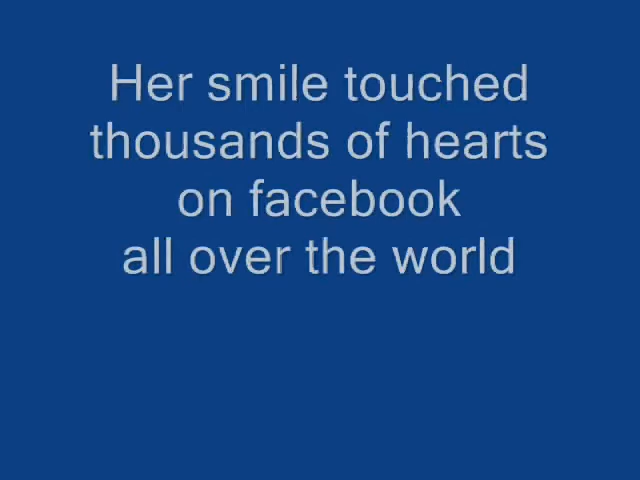 Her smile touched
thousands of hearts
on facebook
all over the world